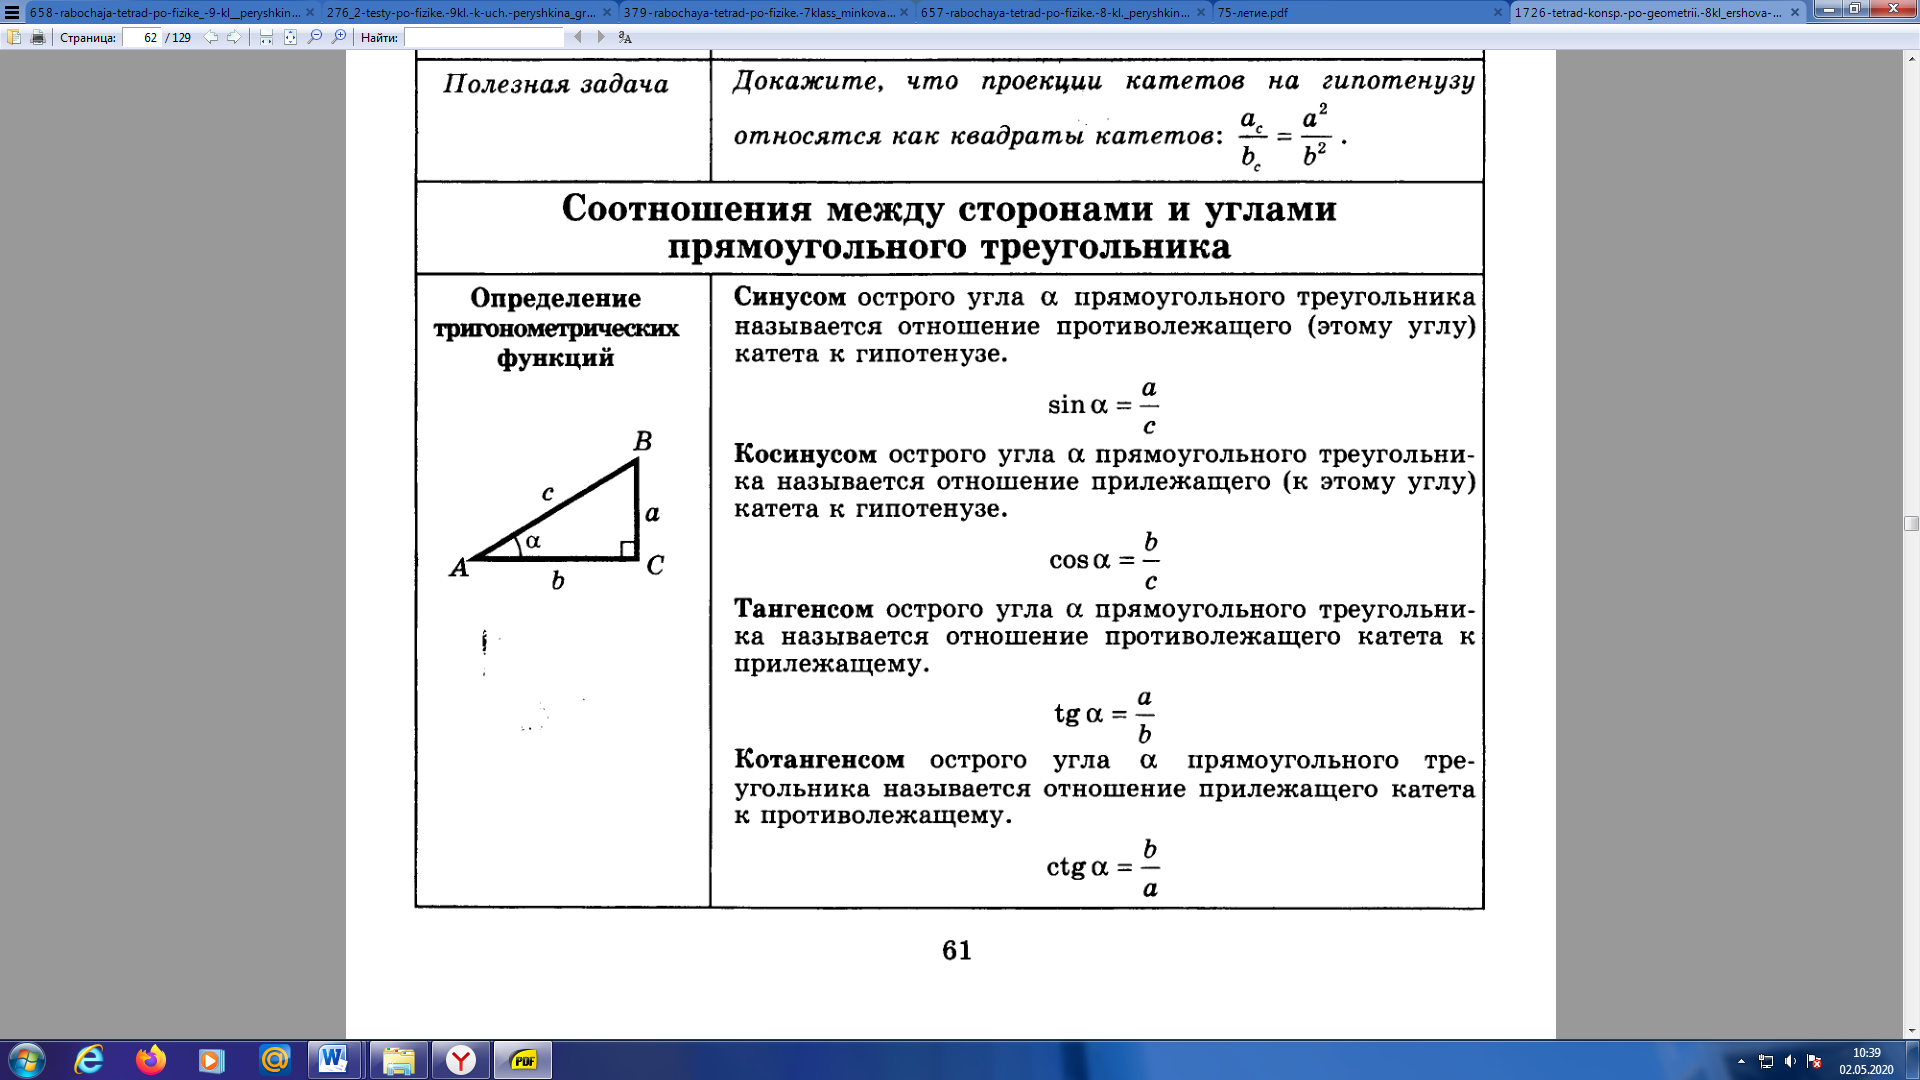 658-rabochaja-tetrad-po-fizike_-9-kl__peryshkin...
276_2-testy-po-fizike.-9kl.-k-uch.-peryshkina_gr...
379-rabochaya-tetrad-po-fizike.-7klass_minkova...
657-rabochaya-tetrad-po-fizike.-8-kl._peryshkin...
75-летие.pdf
1726-tetrad-konsp.-po-geometrii.-8kl_ershova-...
Страница: 62 / 129 Найти:
Полезная задача
Докажите, что проекции катетов на гипотенузу
относятся как квадраты катетов: a_c/b_c = a²/b².
Соотношения между сторонами и углами
прямоугольного треугольника
Определение
тригонометрических
функций
B
c
a
α
A
b
C
Синусом острого угла α прямоугольного треугольника
называется отношение противолежащего (этому углу)
катета к гипотенузе.
sin α = a/c
Косинусом острого угла α прямоугольного треугольни-
ка называется отношение прилежащего (к этому углу)
катета к гипотенузе.
cos α = b/c
Тангенсом острого угла α прямоугольного треугольни-
ка называется отношение противолежащего катета к
прилежащему.
tg α = a/b
Котангенсом острого угла α прямоугольного тре-
угольника называется отношение прилежащего катета
к противолежащему.
ctg α = b/a
61
PDF
10:39
02.05.2020